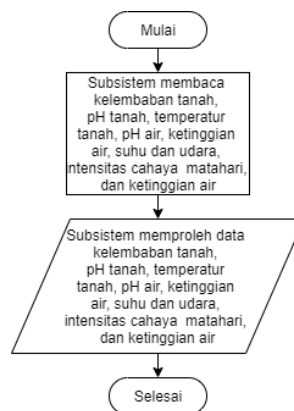 Mulai
Subsistem membaca
kelembaban tanah,
pH tanah, temperatur
tanah, pH air, ketinggian
air, suhu dan udara,
intensitas cahaya matahari,
dan ketinggian air
Subsistem memproleh data
kelembaban tanah,
pH tanah, temperatur
tanah, pH air, ketinggian
air, suhu dan udara,
intensitas cahaya matahari,
dan ketinggian air
Selesai